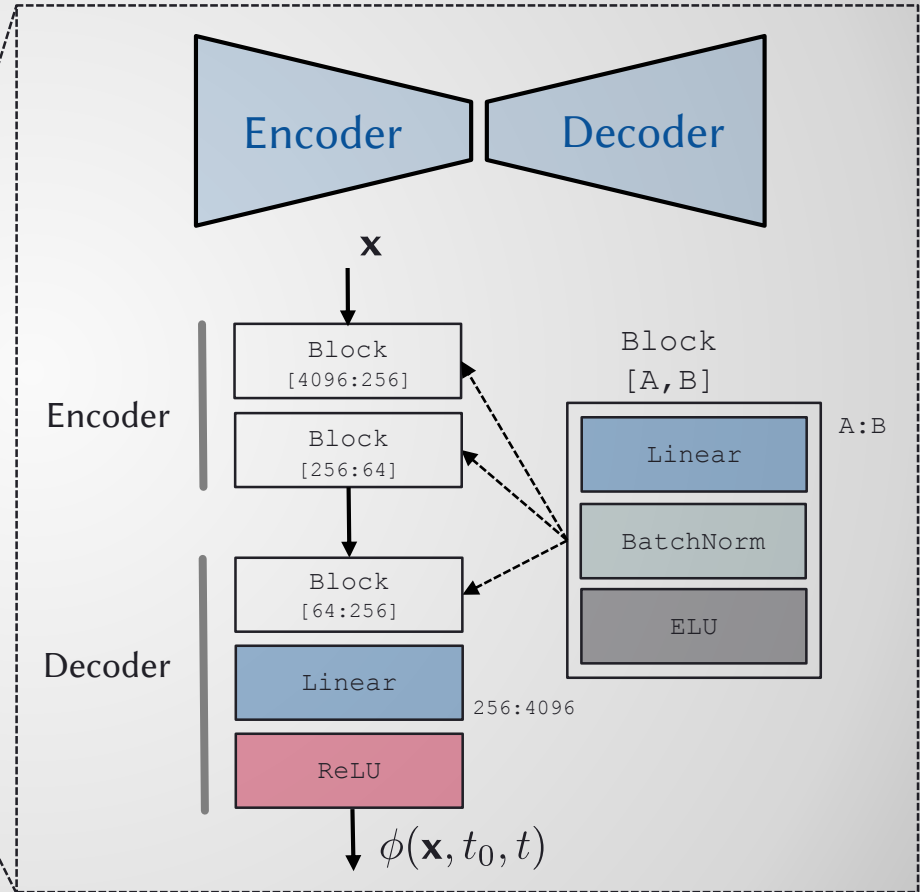 Encoder
Decoder
x
Block
[4096:256]
Block
[256:64]
Encoder
Block
[A,B]
A:B
Linear
BatchNorm
ELU
Block
[64:256]
Decoder
Linear
256:4096
ReLU
ϕ(x, t₀, t)